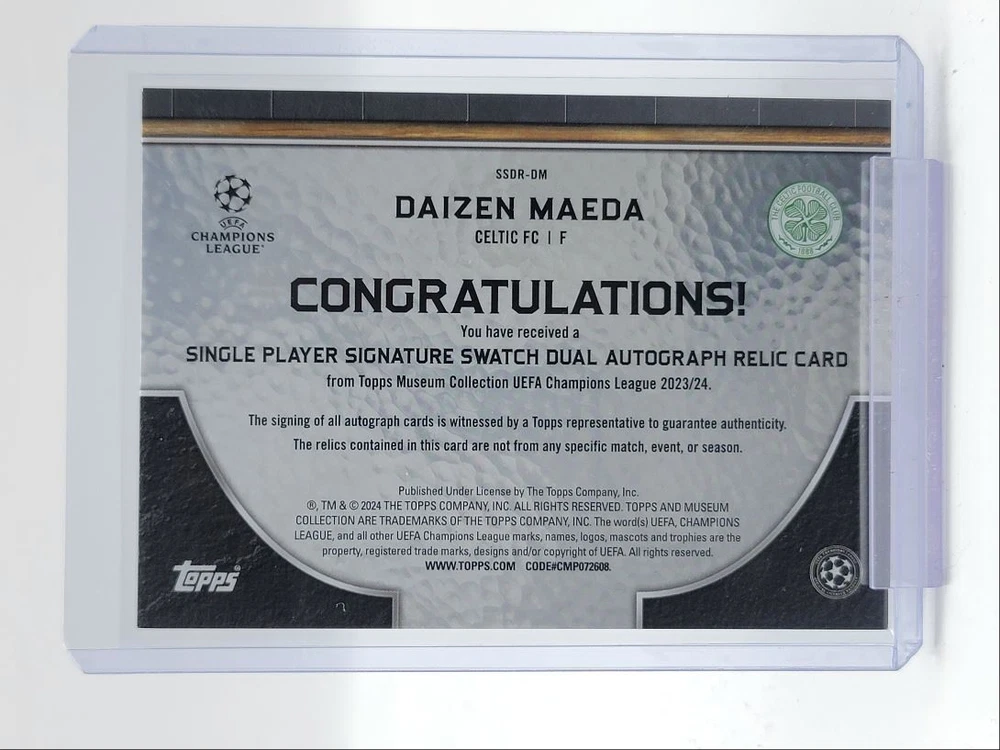 SSDR-DM
DAIZEN MAEDA
CELTIC FC | F
UEFA
CHAMPIONS
LEAGUE
THE CELTIC FOOTBALL CLUB
1888
CONGRATULATIONS!
You have received a
SINGLE PLAYER SIGNATURE SWATCH DUAL AUTOGRAPH RELIC CARD
from Topps Museum Collection UEFA Champions League 2023/24.
The signing of all autograph cards is witnessed by a Topps representative to guarantee authenticity.
The relics contained in this card are not from any specific match, event, or season.
Published Under License by The Topps Company, Inc.
®, TM & © 2024 THE TOPPS COMPANY, INC. ALL RIGHTS RESERVED. TOPPS AND MUSEUM
COLLECTION ARE TRADEMARKS OF THE TOPPS COMPANY, INC. The word(s) UEFA, CHAMPIONS
LEAGUE, and all other UEFA Champions League marks, names, logos, mascots and trophies are the
property, registered trade marks, designs and/or copyright of UEFA. All rights reserved.
WWW.TOPPS.COM CODE#CMP072608.
Topps®